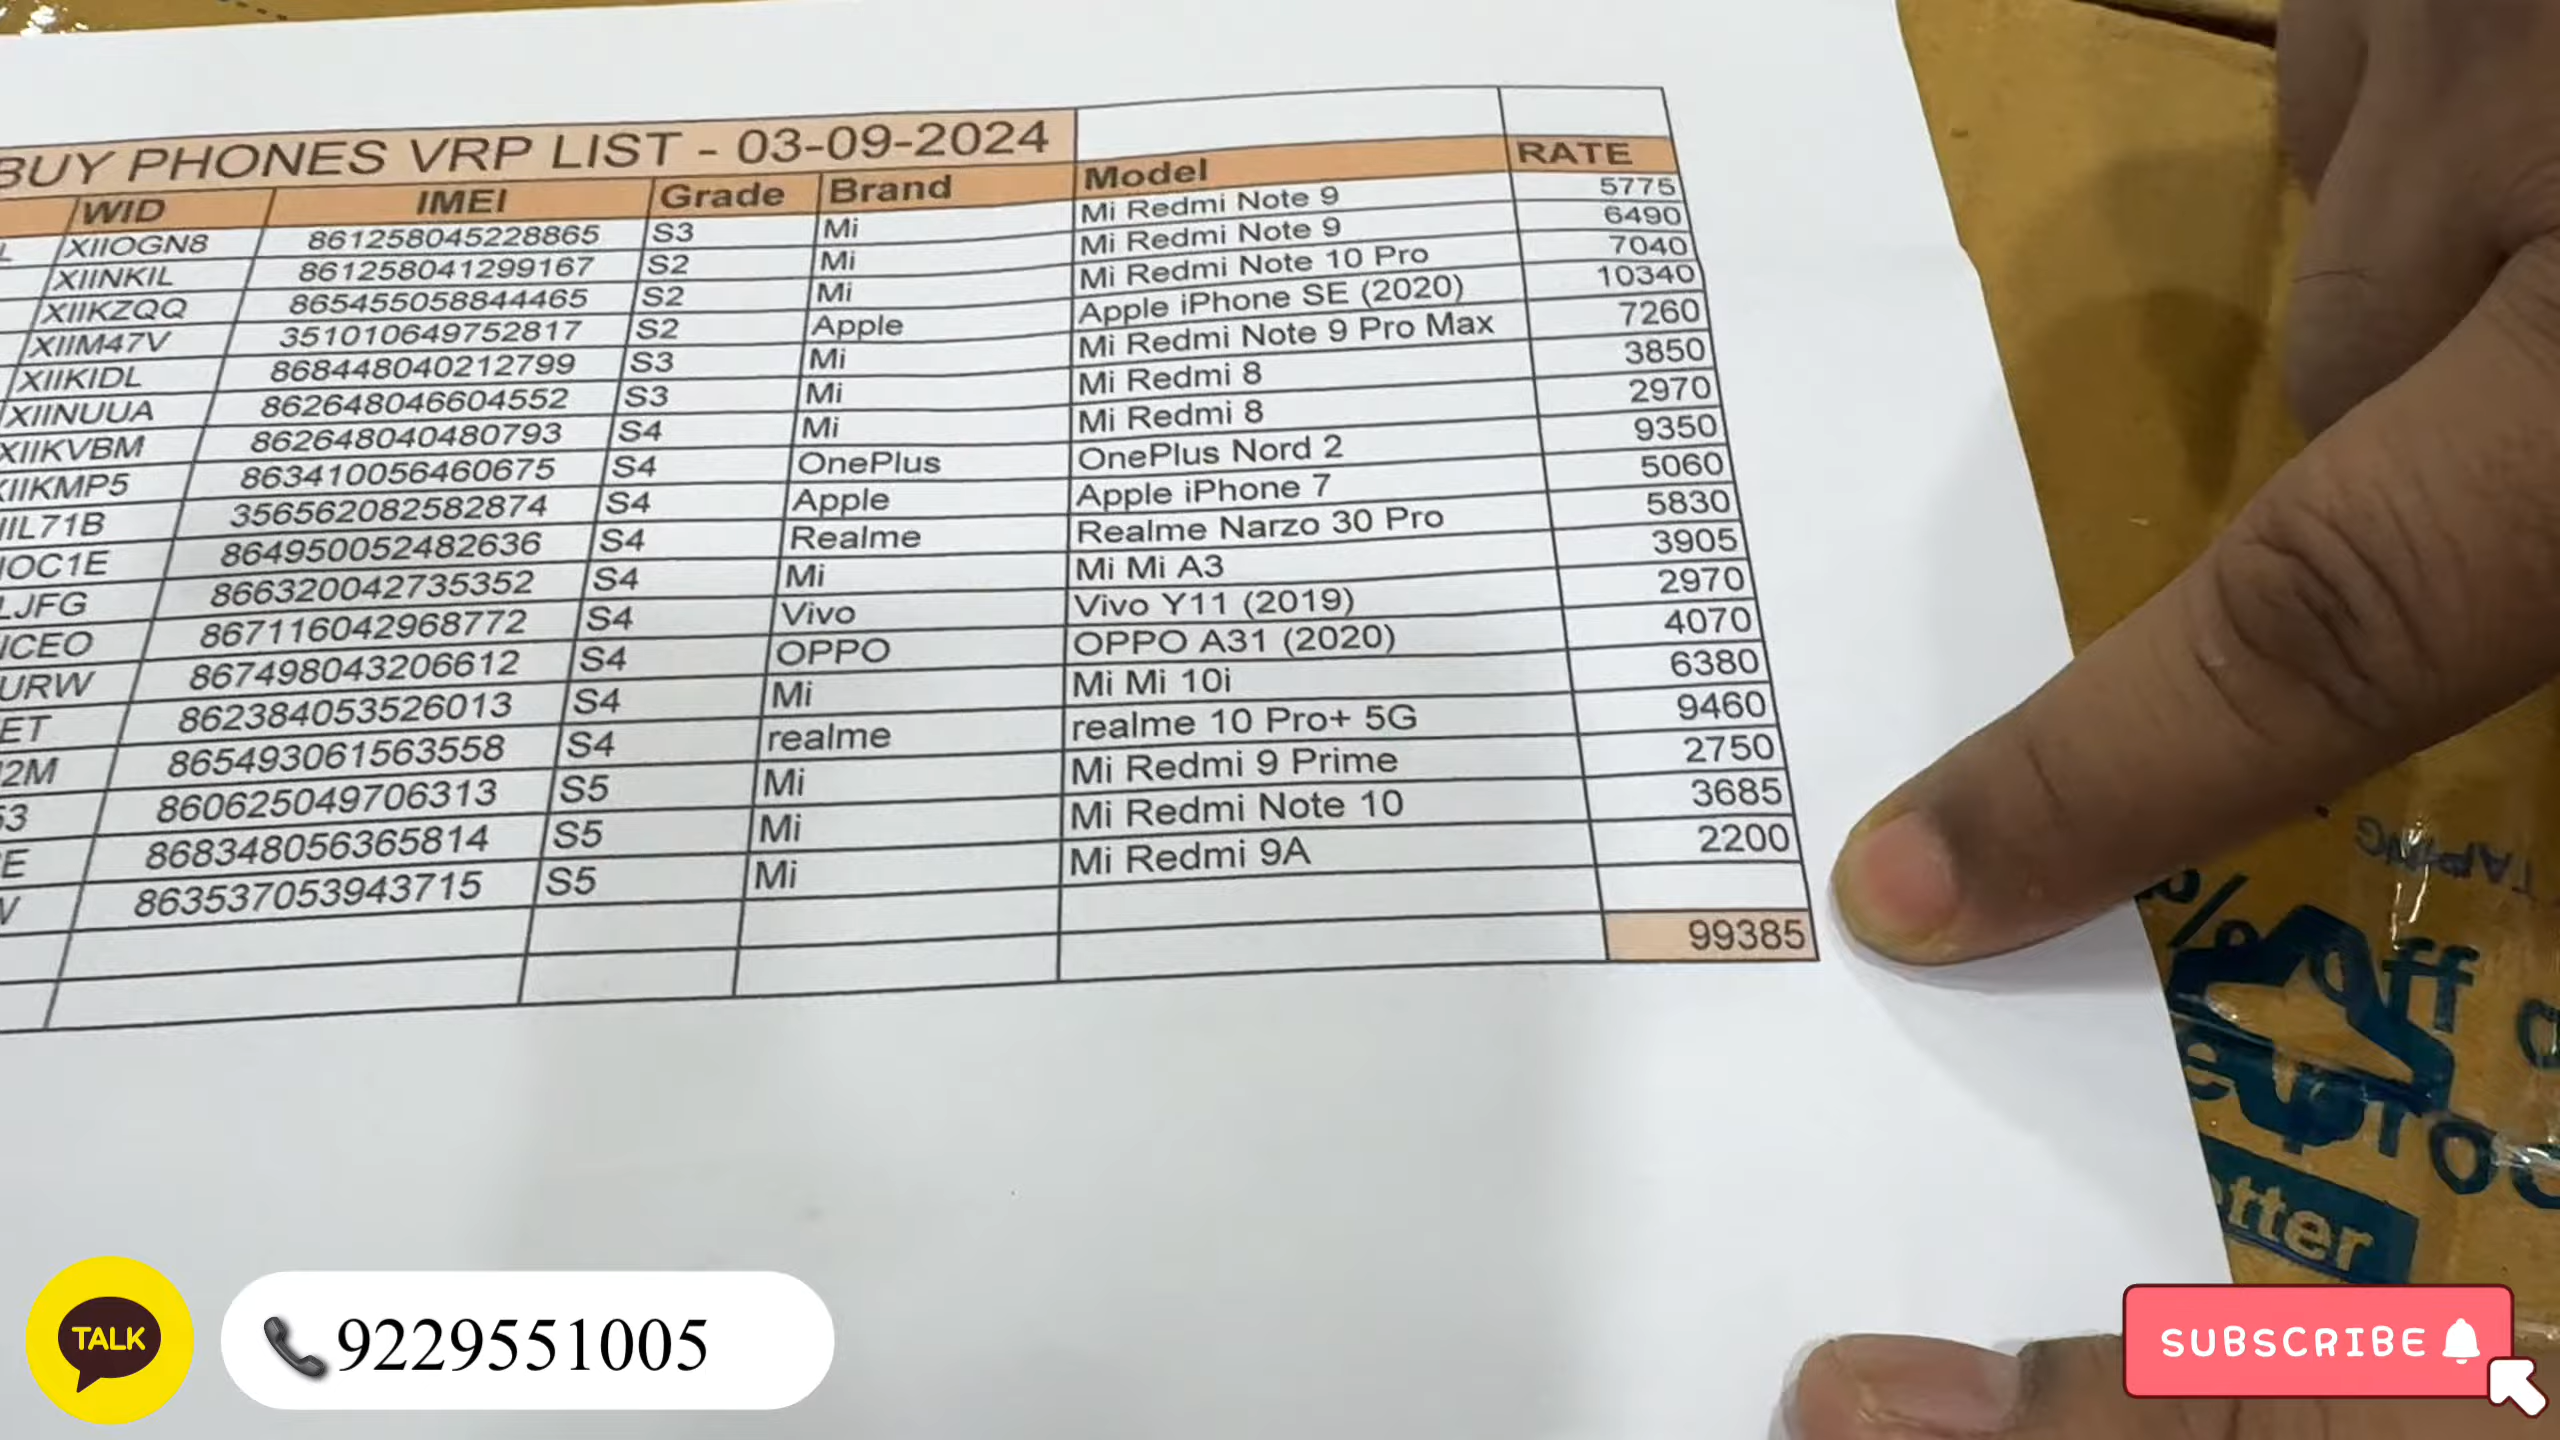 BUY PHONES VRP LIST - 03-09-2024
WID IMEI Grade Brand Model RATE
L XIIOGN8 861258045228865 S3 Mi Mi Redmi Note 9 5775
XIINKIL 861258041299167 S2 Mi Mi Redmi Note 9 6490
XIIKZQQ 865455058844465 S2 Mi Mi Redmi Note 10 Pro 7040
XIIM47V 351010649752817 S2 Apple Apple iPhone SE (2020) 10340
XIIKIDL 868448040212799 S3 Mi Mi Redmi Note 9 Pro Max 7260
XIINUUA 862648046604552 S3 Mi Mi Redmi 8 3850
XIIKVBM 862648040480793 S4 Mi Mi Redmi 8 2970
XIIKMP5 863410056460675 S4 OnePlus OnePlus Nord 2 9350
IIL71B 356562082582874 S4 Apple Apple iPhone 7 5060
IOC1E 864950052482636 S4 Realme Realme Narzo 30 Pro 5830
LJFG 866320042735352 S4 Mi Mi Mi A3 3905
ICEO 867116042968772 S4 Vivo Vivo Y11 (2019) 2970
URW 867498043206612 S4 OPPO OPPO A31 (2020) 4070
ET 862384053526013 S4 Mi Mi Mi 10i 6380
2M 865493061563558 S4 realme realme 10 Pro+ 5G 9460
53 860625049706313 S5 Mi Mi Redmi 9 Prime 2750
E 868348056365814 S5 Mi Mi Redmi Note 10 3685
V 863537053943715 S5 Mi Mi Redmi 9A 2200
99385
TAPING
off
etter
TALK
9229551005
SUBSCRIBE